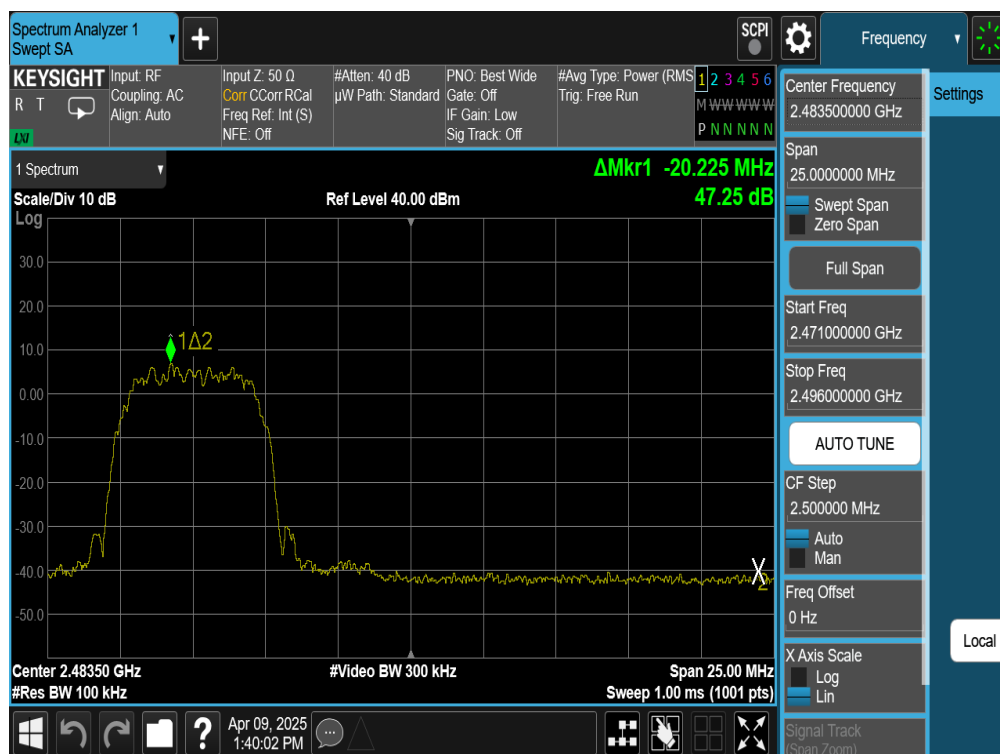 Spectrum Analyzer 1
Swept SA
+
SCPI
Frequency
KEYSIGHT
R T
LXI
Input: RF
Coupling: AC
Align: Auto
Input Z: 50 Ω
Corr CCorr RCal
Freq Ref: Int (S)
NFE: Off
#Atten: 40 dB
µW Path: Standard
PNO: Best Wide
Gate: Off
IF Gain: Low
Sig Track: Off
#Avg Type: Power (RMS
Trig: Free Run
1 2 3 4 5 6
M W W W W W
P N N N N N
1 Spectrum
ΔMkr1 -20.225 MHz
47.25 dB
Scale/Div 10 dB
Ref Level 40.00 dBm
Log
30.0
20.0
10.0
0.00
-10.0
-20.0
-30.0
-40.0
-50.0
1Δ2
X
2
Center 2.48350 GHz
#Video BW 300 kHz
Span 25.00 MHz
#Res BW 100 kHz
Sweep 1.00 ms (1001 pts)
?
Apr 09, 2025
1:40:02 PM
Center Frequency
2.483500000 GHz
Span
25.0000000 MHz
Swept Span
Zero Span
Full Span
Start Freq
2.471000000 GHz
Stop Freq
2.496000000 GHz
AUTO TUNE
CF Step
2.500000 MHz
Auto
Man
Freq Offset
0 Hz
X Axis Scale
Log
Lin
Signal Track
(Span Zoom)
Settings
Local